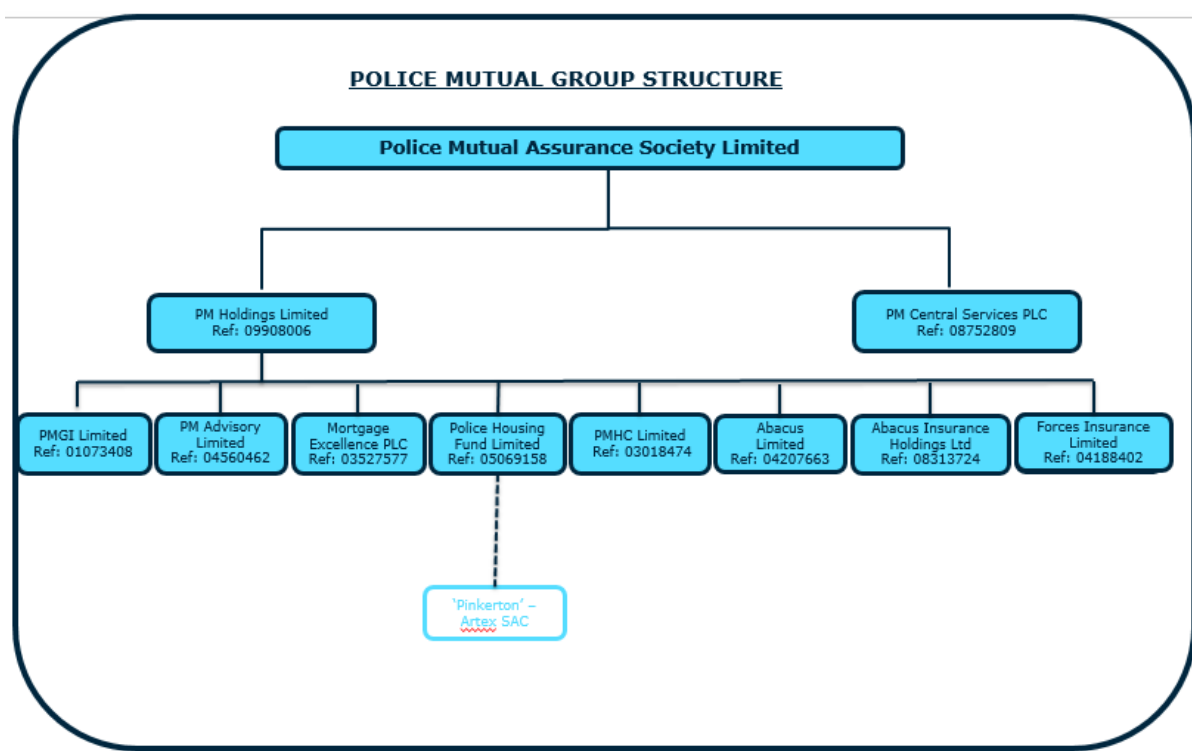 POLICE MUTUAL GROUP STRUCTURE
Police Mutual Assurance Society Limited
PM Holdings Limited
Ref: 09908006
PM Central Services PLC
Ref: 08752809
PMGI Limited
Ref: 01073408
PM Advisory
Limited
Ref: 04560462
Mortgage
Excellence PLC
Ref: 03527577
Police Housing
Fund Limited
Ref: 05069158
PMHC Limited
Ref: 03018474
Abacus
Limited
Ref: 04207663
Abacus Insurance
Holdings Ltd
Ref: 08313724
Forces Insurance
Limited
Ref: 04188402
‘Pinkerton’ –
Artex SAC